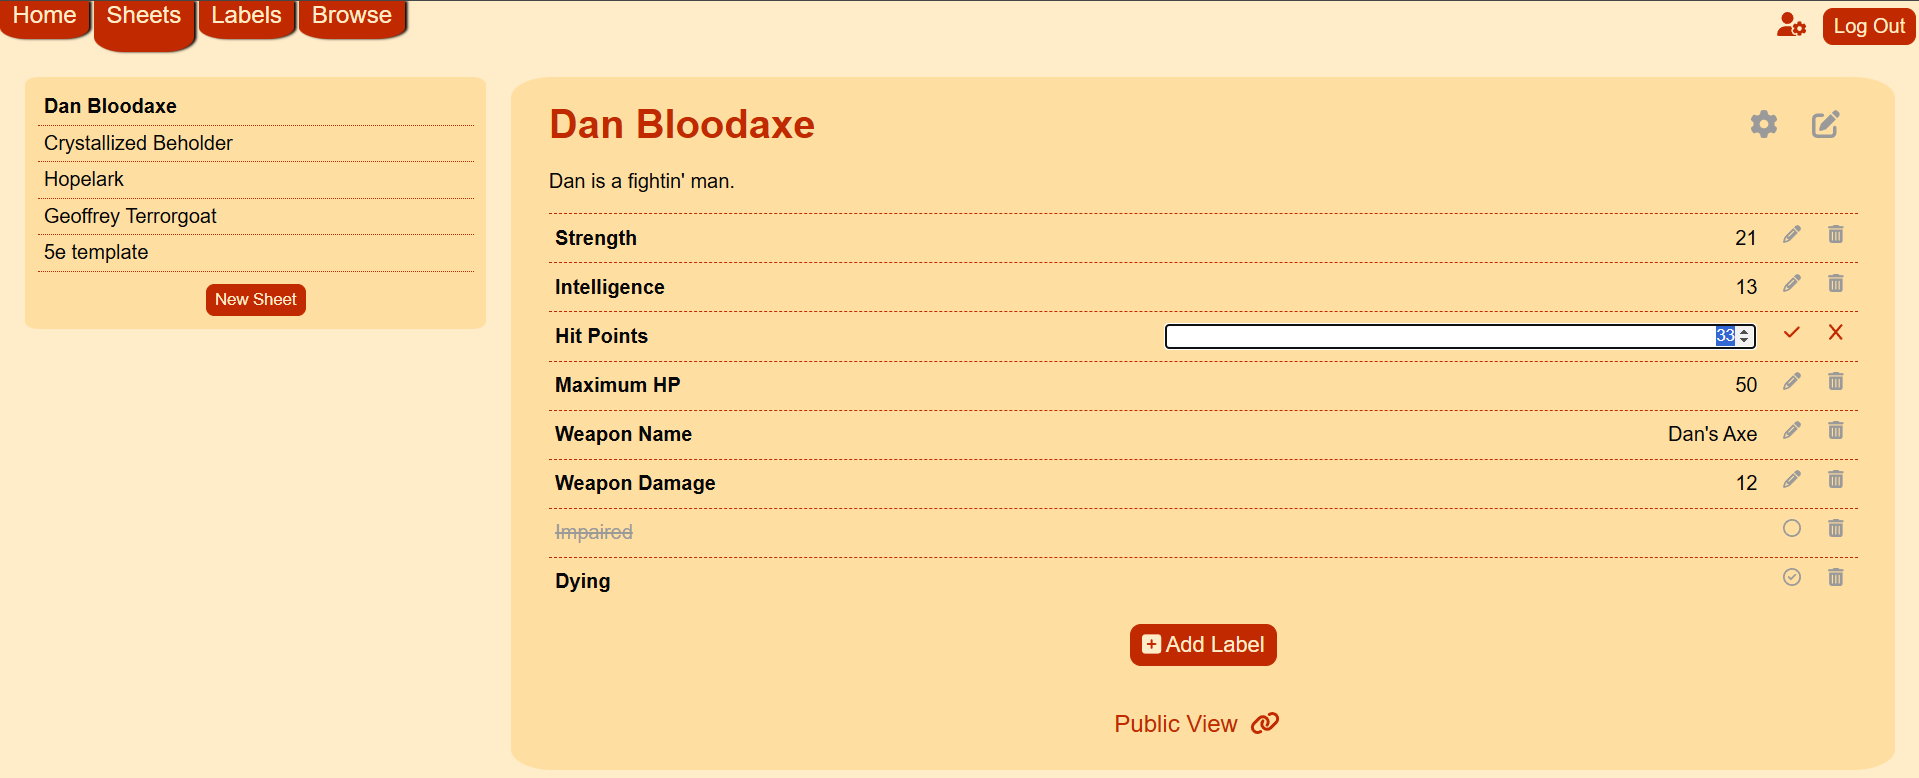 Home Sheets Labels Browse
Log Out
Dan Bloodaxe
Crystallized Beholder
Hopelark
Geoffrey Terrorgoat
5e template
New Sheet
Dan Bloodaxe
Dan is a fightin' man.
Strength 21
Intelligence 13
Hit Points 33
Maximum HP 50
Weapon Name Dan's Axe
Weapon Damage 12
Impaired
Dying
Add Label
Public View